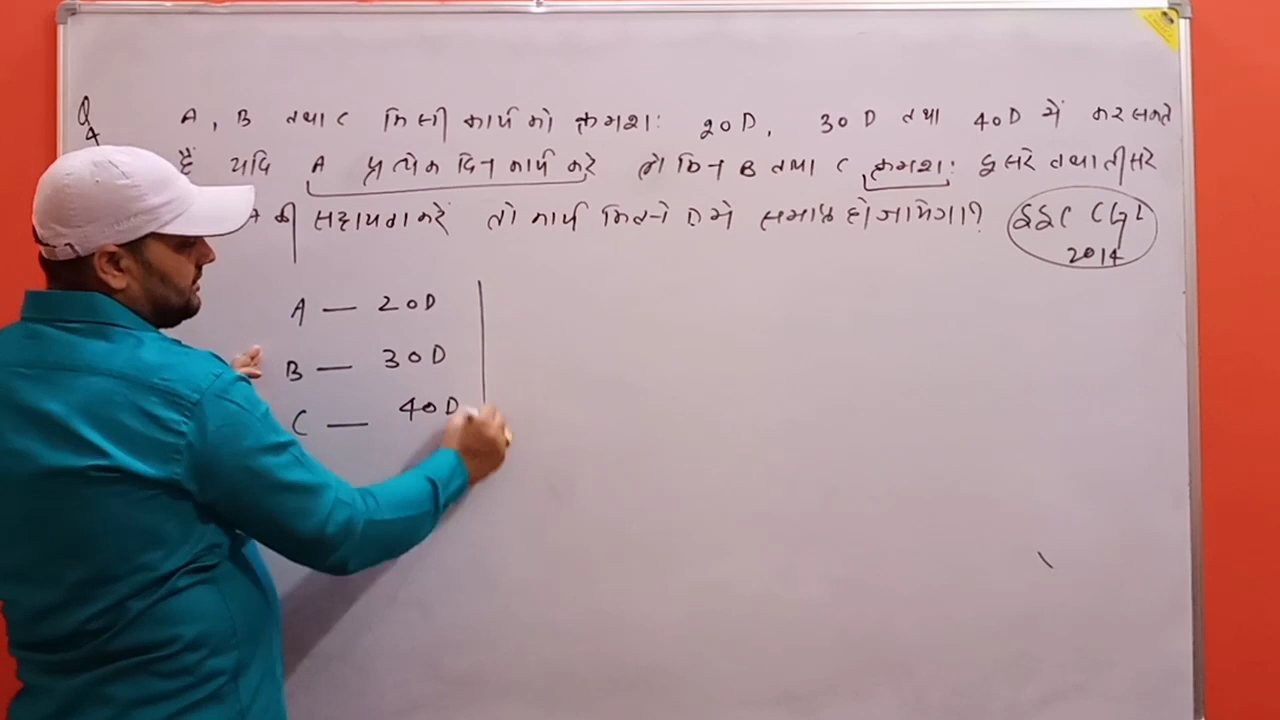 Q 4 A, B तथा C किसी कार्य को क्रमशः 20D, 30D तथा 40D में कर सकते
हैं यदि A प्रत्येक दिन कार्य करे लेकिन B तथा C क्रमशः दूसरे तथा तीसरे
A की सहायता करें तो कार्य कितने D में समाप्त हो जायेगा? SSC CGL
2014
A — 20D
B — 30D
C — 40D